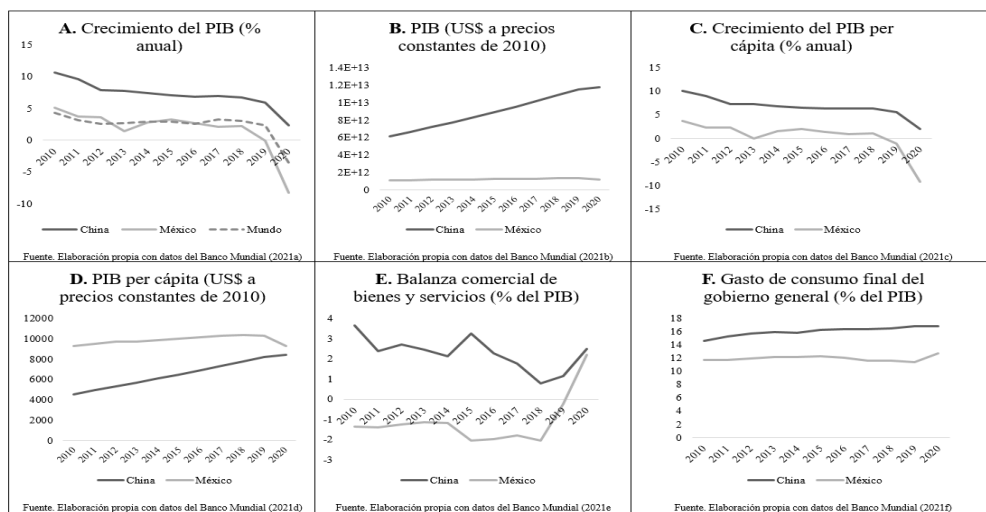 A. Crecimiento del PIB (%
anual)
15
10
5
0
-5
-10
2010
2011
2012
2013
2014
2015
2016
2017
2018
2019
2020
China
México
Mundo
Fuente. Elaboración propia con datos del Banco Mundial (2021a)
B. PIB (US$ a precios
constantes de 2010)
1.4E+13
1.2E+13
1E+13
8E+12
6E+12
4E+12
2E+12
0
2010
2011
2012
2013
2014
2015
2016
2017
2018
2019
2020
China
México
Fuente. Elaboración propia con datos del Banco Mundial (2021b)
C. Crecimiento del PIB per
cápita (% anual)
15
10
5
0
-5
-10
-15
2010
2011
2012
2013
2014
2015
2016
2017
2018
2019
2020
China
México
Fuente. Elaboración propia con datos del Banco Mundial (2021c)
D. PIB per cápita (US$ a
precios constantes de 2010)
12000
10000
8000
6000
4000
2000
0
2010
2011
2012
2013
2014
2015
2016
2017
2018
2019
2020
China
México
Fuente. Elaboración propia con datos del Banco Mundial (2021d)
E. Balanza comercial de
bienes y servicios (% del PIB)
4
3
2
1
0
-1
-2
-3
2010
2011
2012
2013
2014
2015
2016
2017
2018
2019
2020
China
México
Fuente. Elaboración propia con datos del Banco Mundial (2021e
F. Gasto de consumo final del
gobierno general (% del PIB)
18
16
14
12
10
8
6
4
2
0
2010
2011
2012
2013
2014
2015
2016
2017
2018
2019
2020
China
México
Fuente. Elaboración propia con datos del Banco Mundial (2021f)